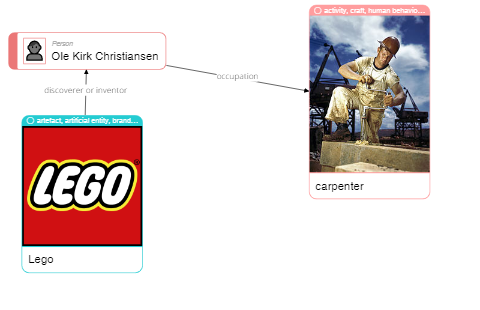 activity, craft, human behavio...
Person
Ole Kirk Christiansen
occupation
discoverer or inventor
artefact, artificial entity, brand...
LEGO
®
carpenter
Lego